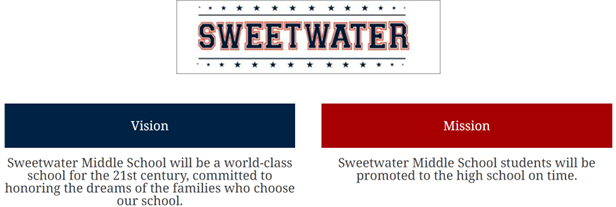 SWEETWATER
Vision
Sweetwater Middle School will be a world-class
school for the 21st century, committed to
honoring the dreams of the families who choose
our school.
Mission
Sweetwater Middle School students will be
promoted to the high school on time.